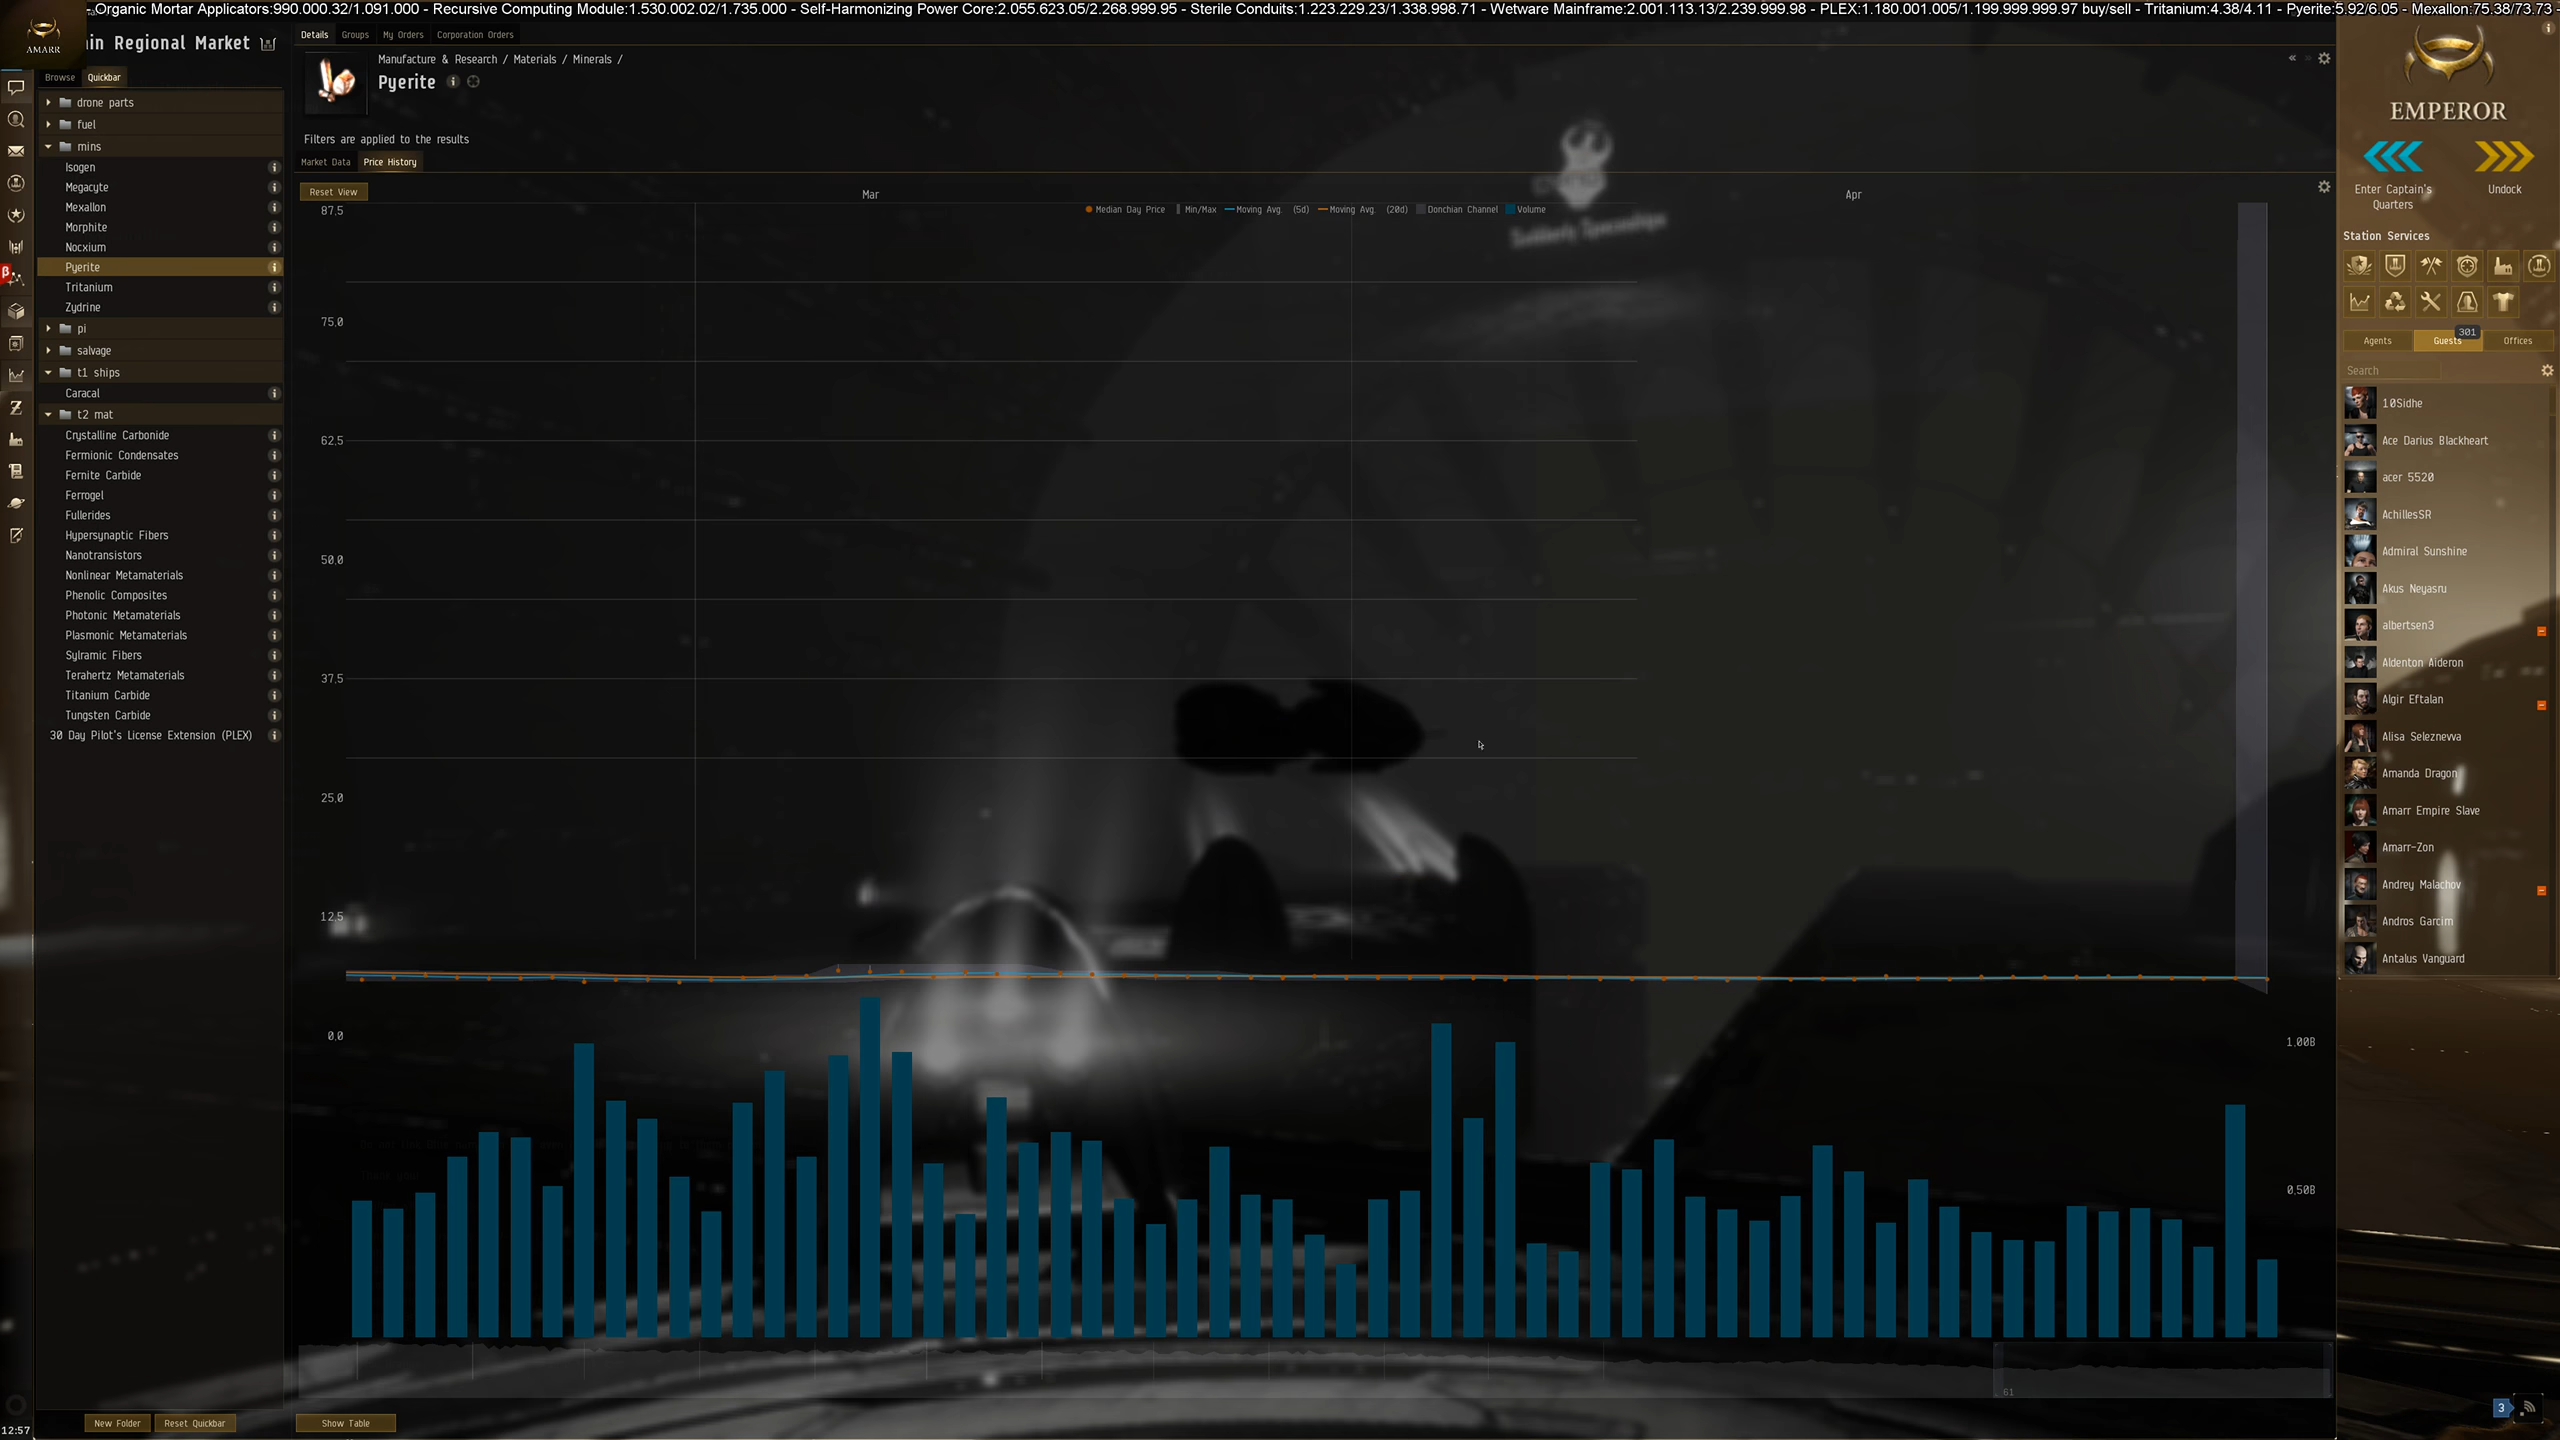 - Organic Mortar Applicators:990.000.32/1.091.000 - Recursive Computing Module:1.530.002.02/1.735.000 - Self-Harmonizing Power Core:2.055.623.05/2.268.999.95 - Sterile Conduits:1.223.229.23/1.338.998.71 - Wetware Mainframe:2.001.113.13/2.239.999.98 - PLEX:1.180.001.005/1.199.999.999.97 buy/sell - Tritanium:4.38/4.11 - Pyerite:5.92/6.05 - Mexallon:75.38/73.73 -
AMARR
in Regional Market
Browse Quickbar
drone parts
fuel
mins
Isogen
Megacyte
Mexallon
Morphite
Nocxium
Pyerite
Tritanium
Zydrine
pi
salvage
t1 ships
Caracal
t2 mat
Crystalline Carbonide
Fermionic Condensates
Fernite Carbide
Ferrogel
Fullerides
Hypersynaptic Fibers
Nanotransistors
Nonlinear Metamaterials
Phenolic Composites
Photonic Metamaterials
Plasmonic Metamaterials
Sylramic Fibers
Terahertz Metamaterials
Titanium Carbide
Tungsten Carbide
30 Day Pilot's License Extension (PLEX)
New Folder Reset Quickbar
β
12:57
Details Groups My Orders Corporation Orders
Manufacture & Research / Materials / Minerals /
Pyerite
Filters are applied to the results
Market Data Price History
Reset View
Mar Apr
Median Day Price Min/Max Moving Avg. (5d) Moving Avg. (20d) Donchian Channel Volume
87,5
75,0
62,5
50,0
37,5
25,0
12,5
0,0
1,00B
0,50B
61
Show Table
EMPEROR
Enter Captain's Quarters
Undock
Station Services
301
Agents Guests Offices
Search
10Sidhe
Ace Darius Blackheart
acer 5520
AchillesSR
Admiral Sunshine
Akus Neyasru
albertsen3
Aldenton Aideron
Algir Eftalan
Alisa Seleznevva
Amanda Dragon
Amarr Empire Slave
Amarr-Zon
Andrey Malachov
Andros Garcim
Antalus Vanguard
3